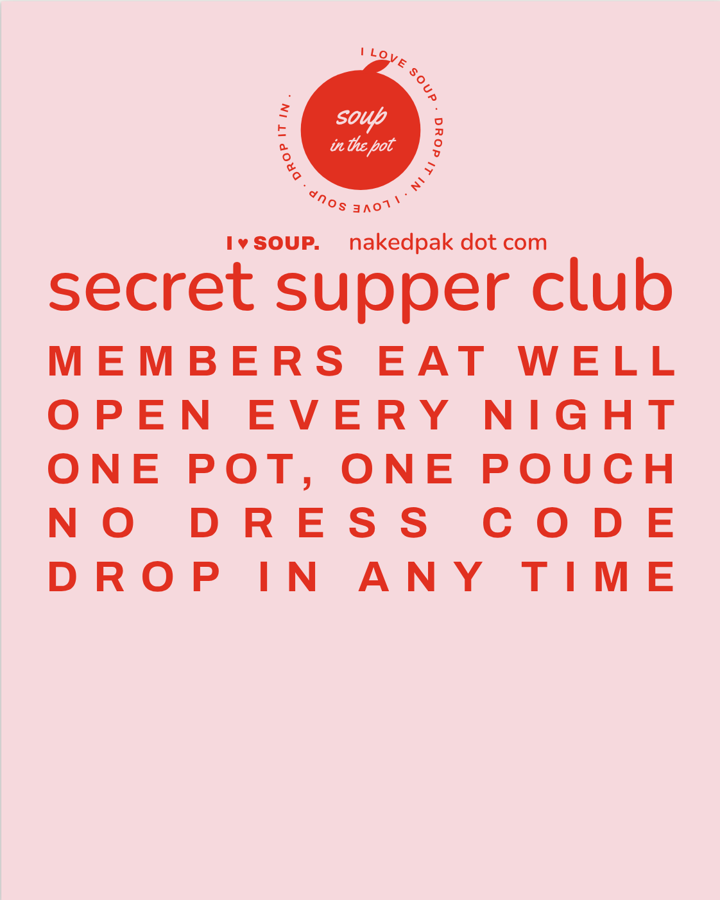 I LOVE SOUP · DROP IT IN · I LOVE SOUP · DROP IT IN ·
soup
in the pot
I ♥ SOUP. nakedpak dot com
secret supper club
MEMBERS EAT WELL
OPEN EVERY NIGHT
ONE POT, ONE POUCH
NO DRESS CODE
DROP IN ANY TIME